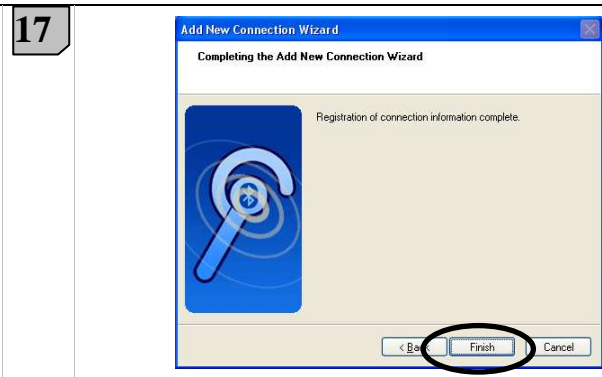 17
Add New Connection Wizard
Completing the Add New Connection Wizard
Registration of connection information complete.
< Back Finish Cancel